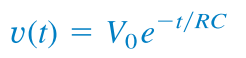 v(t) = V₀e^{-t/RC}